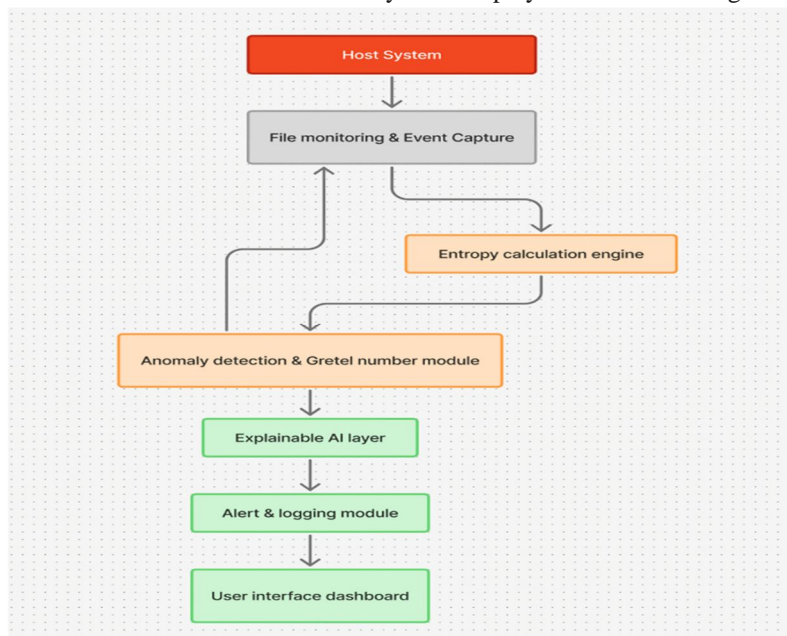 Host System
File monitoring & Event Capture
Entropy calculation engine
Anomaly detection & Gretel number module
Explainable AI layer
Alert & logging module
User interface dashboard